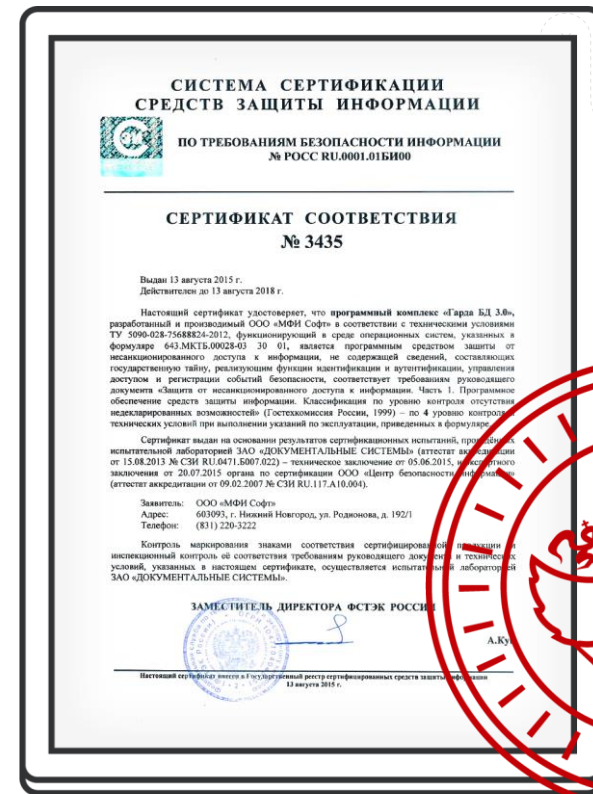 СИСТЕМА СЕРТИФИКАЦИИ
СРЕДСТВ ЗАЩИТЫ ИНФОРМАЦИИ
ПО ТРЕБОВАНИЯМ БЕЗОПАСНОСТИ ИНФОРМАЦИИ
№ РОСС RU.0001.01БИ00
СЕРТИФИКАТ СООТВЕТСТВИЯ
№ 3435
Выдан 13 августа 2015 г.
Действителен до 13 августа 2018 г.
Настоящий сертификат удостоверяет, что программный комплекс «Гарда БД 3.0»,
разработанный и производимый ООО «МФИ Софт» в соответствии с техническими условиями
ТУ 5090-028-75688824-2012, функционирующий в среде операционных систем, указанных в
формуляре 643.МКТБ.00028-03 30 01, является программным средством защиты от
несанкционированного доступа к информации, не содержащей сведений, составляющих
государственную тайну, реализующим функции идентификации и аутентификации, управления
доступом и регистрации событий безопасности, соответствует требованиям руководящего
документа «Защита от несанкционированного доступа к информации. Часть 1. Программное
обеспечение средств защиты информации. Классификация по уровню контроля отсутствия
недекларированных возможностей» (Гостехкомиссия России, 1999) – по 4 уровню контроля и
технических условий при выполнении указаний по эксплуатации, приведенных в формуляре.
Сертификат выдан на основании результатов сертификационных испытаний, проведённых
испытательной лабораторией ЗАО «ДОКУМЕНТАЛЬНЫЕ СИСТЕМЫ» (аттестат аккредитации
от 15.08.2013 № СЗИ RU.0471.Б007.022) – техническое заключение от 05.06.2015, и экспертного
заключения от 20.07.2015 органа по сертификации ООО «Центр безопасности информации»
(аттестат аккредитации от 09.02.2007 № СЗИ RU.117.А10.004).
Заявитель: ООО «МФИ Софт»
Адрес: 603093, г. Нижний Новгород, ул. Родионова, д. 192/1
Телефон: (831) 220-3222
Контроль маркирования знаками соответствия сертифицированной продукции и
инспекционный контроль её соответствия требованиям руководящего документа и технических
условий, указанных в настоящем сертификате, осуществляется испытательной лабораторией
ЗАО «ДОКУМЕНТАЛЬНЫЕ СИСТЕМЫ».
ЗАМЕСТИТЕЛЬ ДИРЕКТОРА ФСТЭК РОССИИ
А.Ку
Настоящий сертификат внесен в Государственный реестр сертифицированных средств защиты информации
13 августа 2015 г.